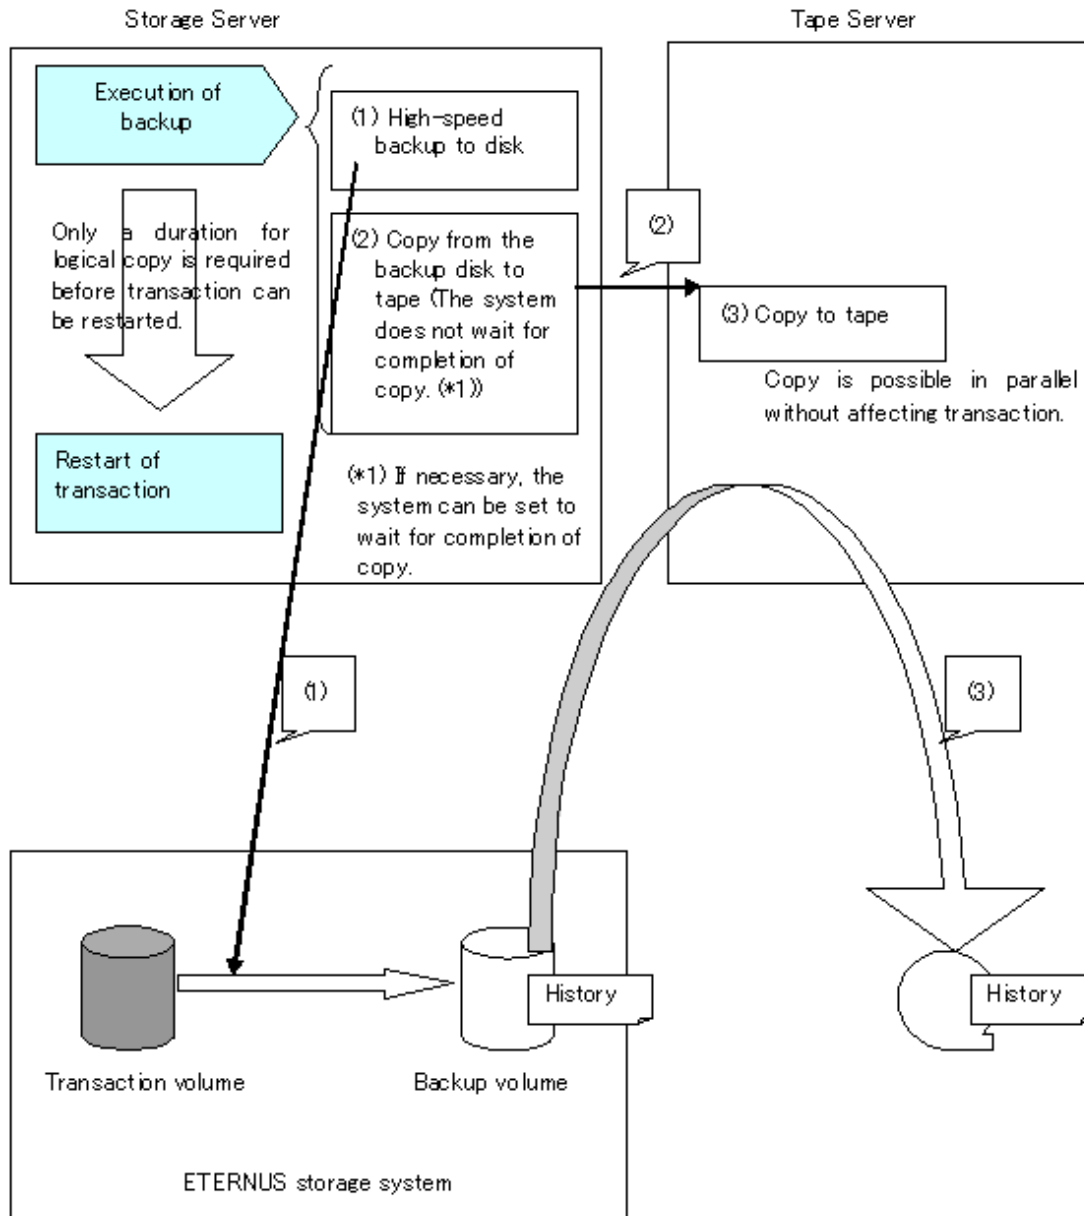 Storage Server
Tape Server
Execution of
backup
(1) High-speed
backup to disk
Only a duration for
logical copy is required
before transaction can
be restarted.
(2) Copy from the
backup disk to
tape (The system
does not wait for
completion of
copy. (*1))
(2)
(3) Copy to tape
Copy is possible in parallel
without affecting transaction.
Restart of
transaction
(*1) If necessary, the
system can be set to
wait for completion of
copy.
(1)
(3)
History
History
Transaction volume
Backup volume
ETERNUS storage system